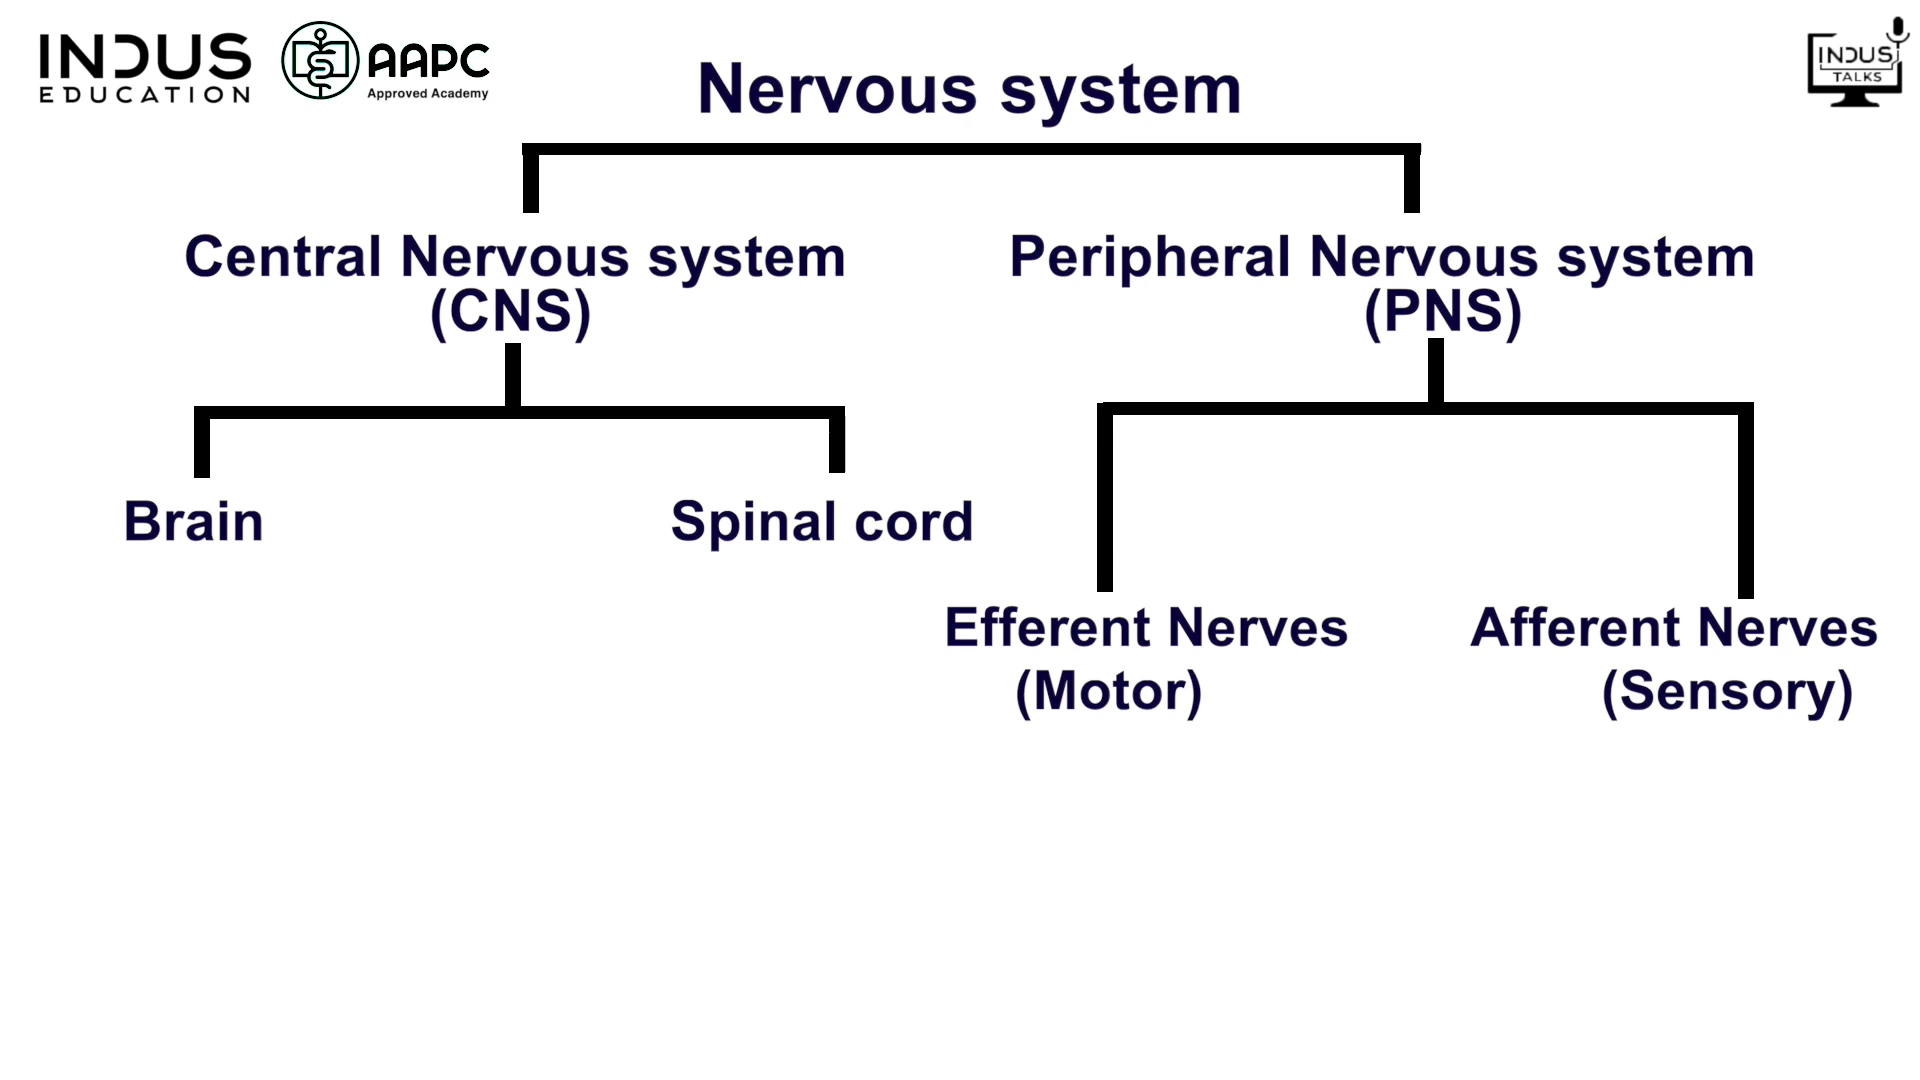 INDUS
EDUCATION
AAPC
Approved Academy
INDUS
TALKS
Nervous system
Central Nervous system
(CNS)
Peripheral Nervous system
(PNS)
Brain
Spinal cord
Efferent Nerves
(Motor)
Afferent Nerves
(Sensory)